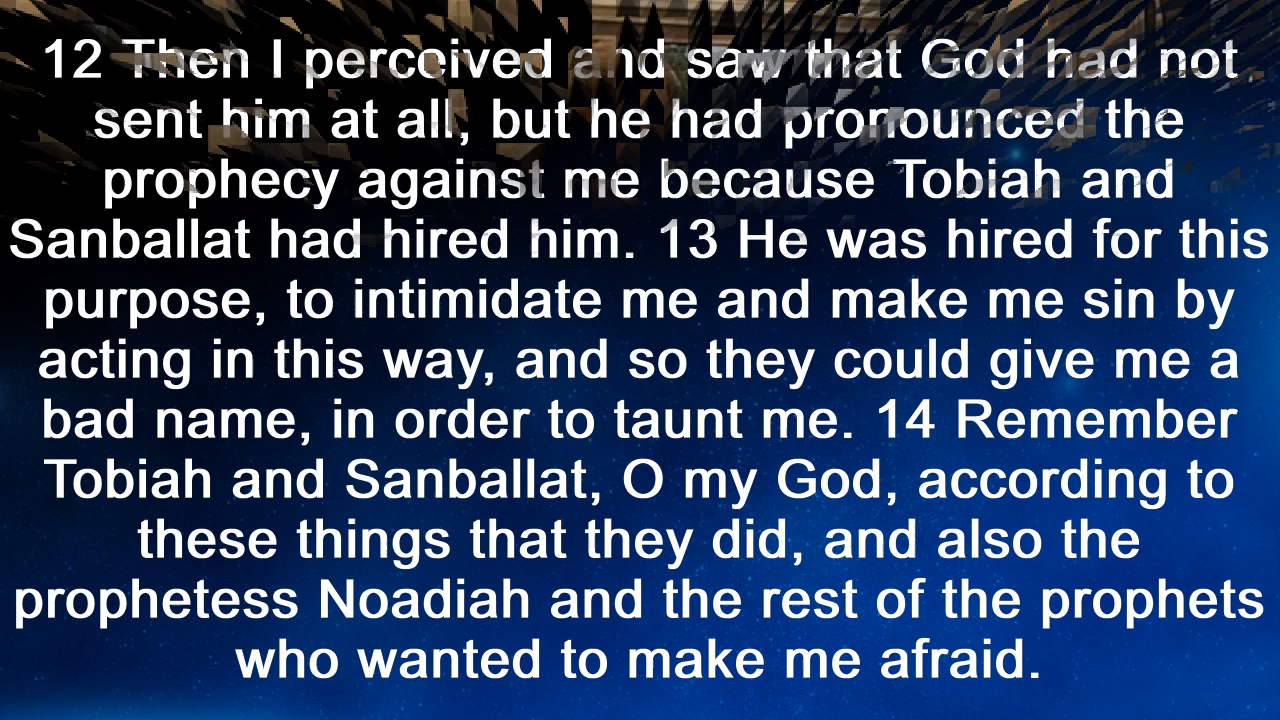 12 Then I perceived and saw that God had not
sent him at all, but he had pronounced the
prophecy against me because Tobiah and
Sanballat had hired him. 13 He was hired for this
purpose, to intimidate me and make me sin by
acting in this way, and so they could give me a
bad name, in order to taunt me. 14 Remember
Tobiah and Sanballat, O my God, according to
these things that they did, and also the
prophetess Noadiah and the rest of the prophets
who wanted to make me afraid.